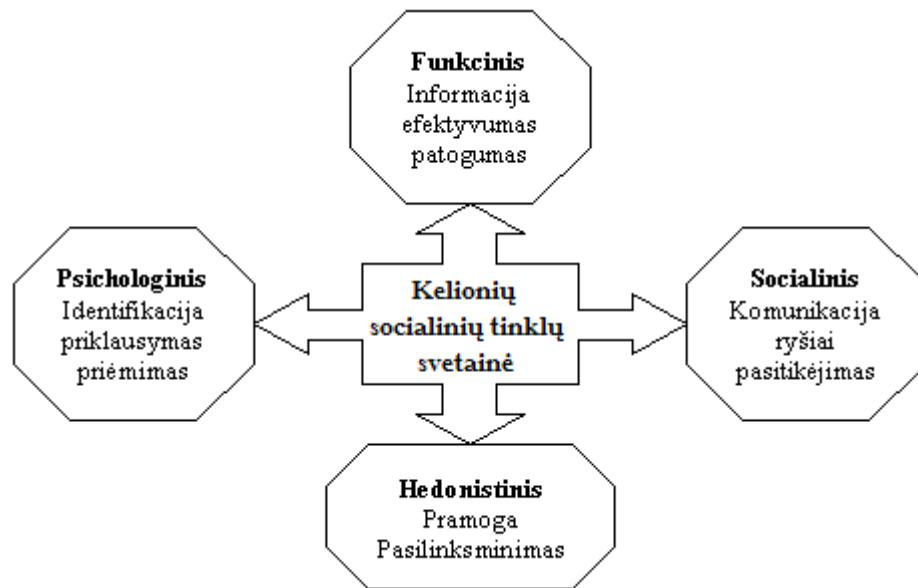 Funkcinis
Informacija
efektyvumas
patogumas
Psichologinis
Identifikacija
priklausymas
priėmimas
Kelionių
socialinių tinklų
svetainė
Socialinis
Komunikacija
ryšiai
pasitikėjimas
Hedonistinis
Pramoga
Pasilinksminimas